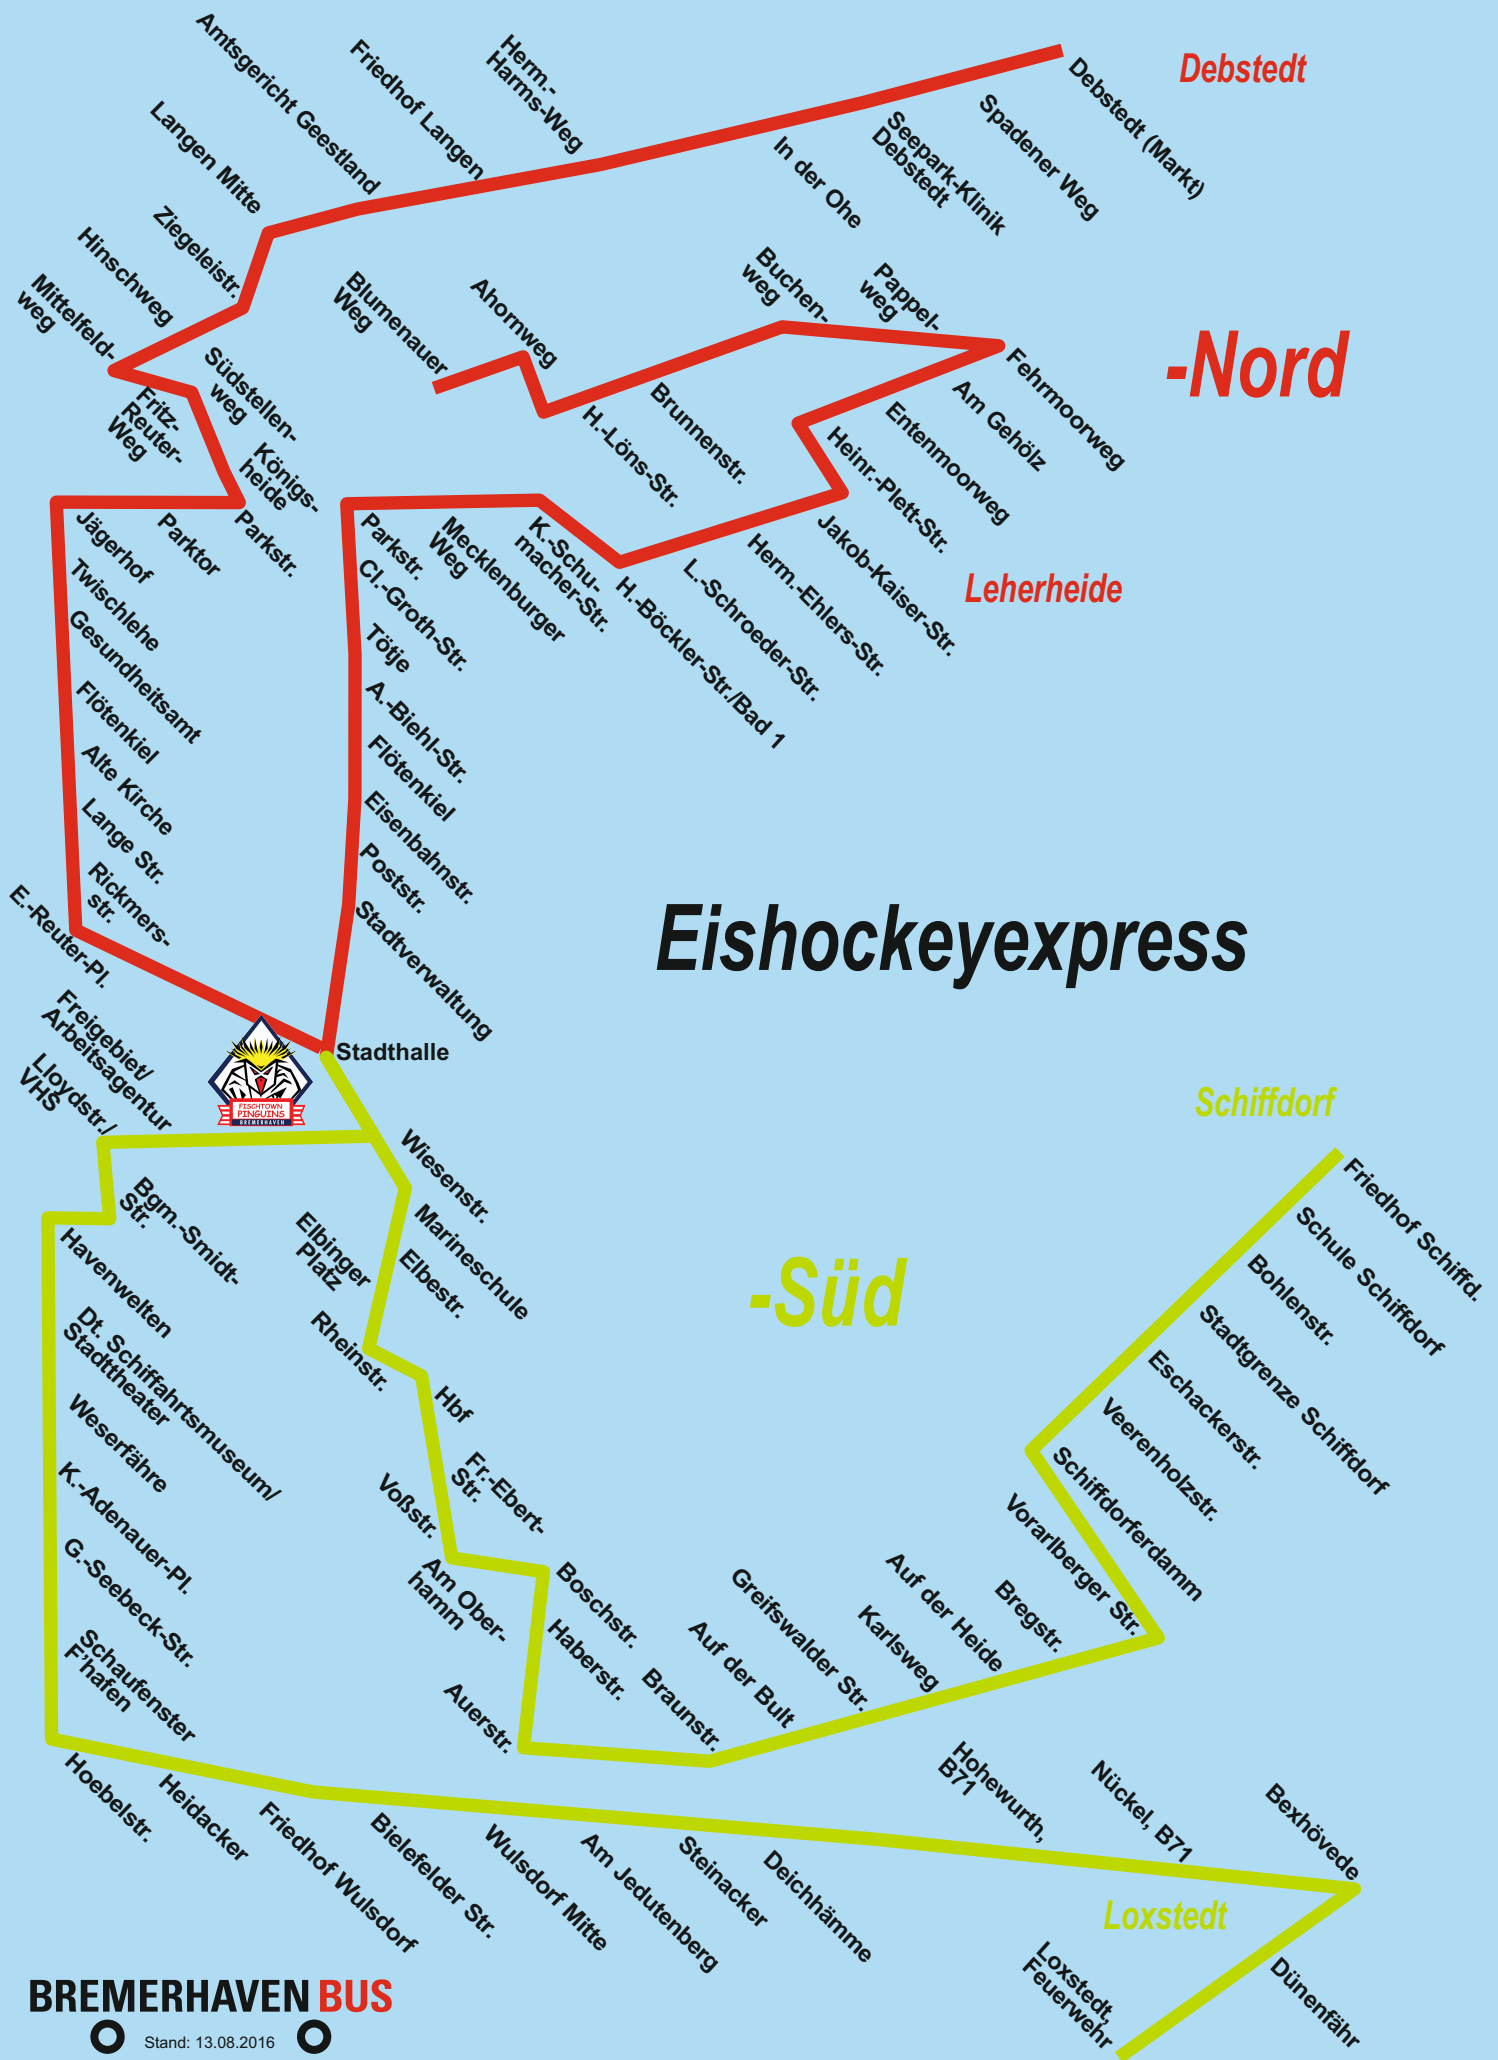 Debstedt
Herm.-
Harms-Weg
Friedhof Langen
Amtsgericht Geestland
Langen Mitte
Ziegeleistr.
Hinschweg
Mittelfeld-
weg
In der Ohe
Seepark-Klinik
Debstedt
Spadener Weg
Debstedt (Markt)
Fritz-
Reuter-
Weg
Südstellen-
weg
Königs-
heide
Parkstr.
Parktor
Jägerhof
Twischlehe
Gesundheitsamt
Flötenkiel
Alte Kirche
Lange Str.
Rickmers-
str.
E.-Reuter-Pl.
-Nord
Blumenauer
Weg
Ahornweg
H.-Löns-Str.
Brunnenstr.
Buchen-
weg
Pappel-
weg
Fehrmoorweg
Am Gehölz
Entenmoorweg
Heinr.-Plett-Str.
Jakob-Kaiser-Str.
Herm.-Ehlers-Str.
L.-Schroeder-Str.
H.-Böckler-Str./Bad 1
K.-Schu-
macher-Str.
Mecklenburger
Weg
Parkstr.
Cl.-Groth-Str.
Tötje
A.-Biehl-Str.
Flötenkiel
Eisenbahnstr.
Poststr.
Stadtverwaltung
Leherheide
Eishockeyexpress
Stadthalle
FISCHTOWN
PINGUINS
BREMERHAVEN
Freigebiet/
Arbeitsagentur
Lloydstr./
VHS
Bgm.-Smidt-
Str.
Havenwelten
Dt. Schiffahrtsmuseum/
Stadttheater
Weserfähre
K.-Adenauer-Pl.
G.-Seebeck-Str.
Schaufenster
F'hafen
Hoebelstr.
Heidacker
Friedhof Wulsdorf
Bielefelder Str.
Wulsdorf Mitte
Am Jedutenberg
Steinacker
Deichhämme
Hohewurth,
B71
Nückel, B71
Bexhövede
Dünenfähr
Loxstedt,
Feuerwehr
Loxstedt
-Süd
Wiesenstr.
Marineschule
Elbestr.
Elbinger
Platz
Rheinstr.
Hbf
Fr.-Ebert-
Str.
Voßstr.
Am Ober-
hamm
Boschstr.
Haberstr.
Auerstr.
Braunstr.
Auf der Bult
Greifswalder Str.
Karlsweg
Auf der Heide
Bregstr.
Vorarlberger Str.
Schiffdorferdamm
Veerenholzstr.
Eschackerstr.
Stadtgrenze Schiffdorf
Bohlenstr.
Schule Schiffdorf
Friedhof Schiffd.
Schiffdorf
BREMERHAVEN BUS
Stand: 13.08.2016